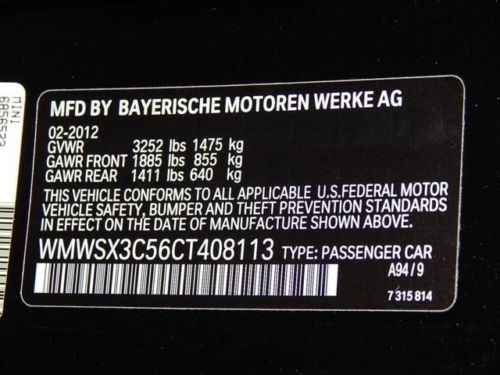 MINI
6856522
MFD BY BAYERISCHE MOTOREN WERKE AG
02-2012
GVWR 3252 lbs 1475 kg
GAWR FRONT 1885 lbs 855 kg
GAWR REAR 1411 lbs 640 kg
THIS VEHICLE CONFORMS TO ALL APPLICABLE U.S.FEDERAL MOTOR
VEHICLE SAFETY, BUMPER AND THEFT PREVENTION STANDARDS
IN EFFECT ON THE DATE OF MANUFACTURE SHOWN ABOVE.
WMWSX3C56CT408113 TYPE: PASSENGER CAR
A94/9
7 315 814